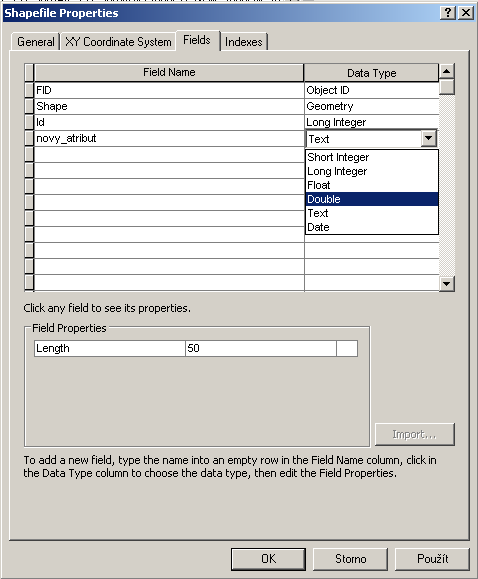 Shapefile Properties
General XY Coordinate System Fields Indexes
Field Name Data Type
FID Object ID
Shape Geometry
Id Long Integer
novy_atribut Text
Short Integer
Long Integer
Float
Double
Text
Date
Click any field to see its properties.
Field Properties
Length 50
Import...
To add a new field, type the name into an empty row in the Field Name column, click in
the Data Type column to choose the data type, then edit the Field Properties.
OK Storno Použít